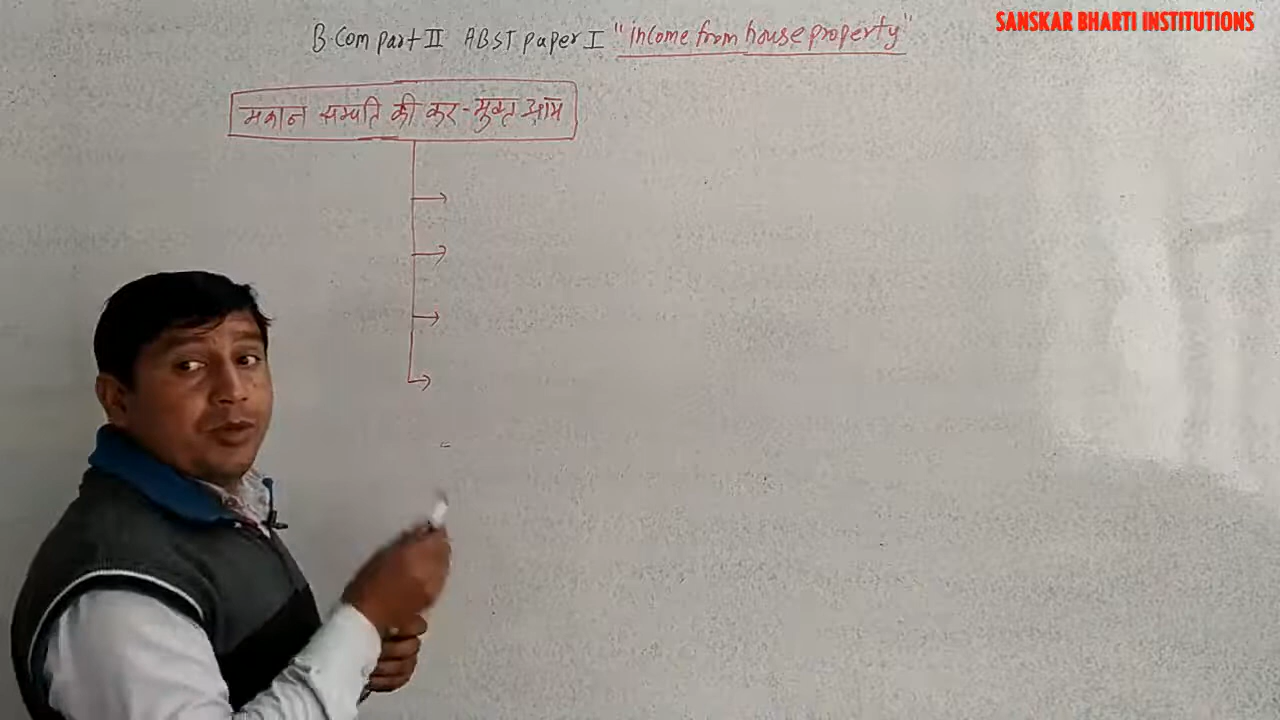 SANSKAR BHARTI INSTITUTIONS
B.Com part II ABST paper I "income from house property"
मकान सम्पति की कर-मुक्त आय